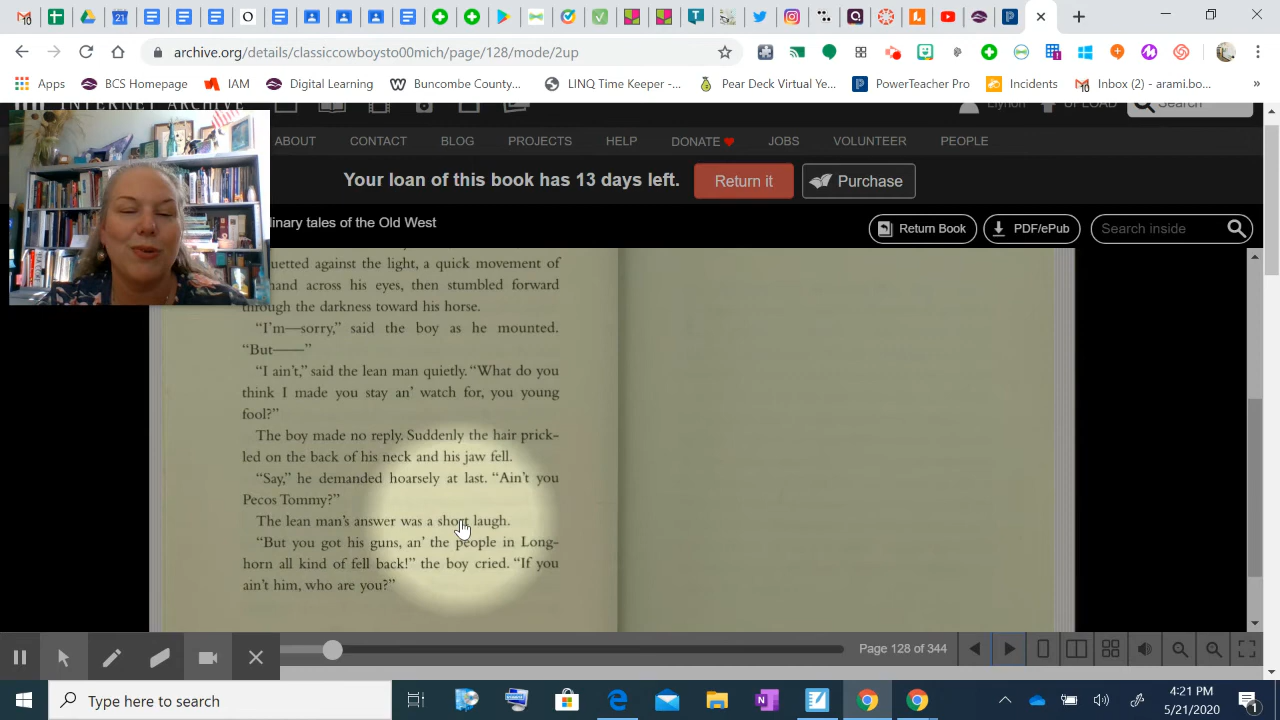 archive.org/details/classiccowboysto00mich/page/128/mode/2up
Apps BCS Homepage IAM Digital Learning Buncombe County... LINQ Time Keeper -... Pear Deck Virtual Ye... PowerTeacher Pro Incidents Inbox (2) - arami.bo... »
INTERNET ARCHIVE UPLOAD Search
ABOUT CONTACT BLOG PROJECTS HELP DONATE JOBS VOLUNTEER PEOPLE
Your loan of this book has 13 days left. Return it Purchase
dinary tales of the Old West Return Book PDF/ePub Search inside
uetted against the light, a quick movement of
hand across his eyes, then stumbled forward
through the darkness toward his horse.
“I’m—sorry,” said the boy as he mounted.
“But——”
“I ain’t,” said the lean man quietly. “What do you
think I made you stay an’ watch for, you young
fool?”
The boy made no reply. Suddenly the hair prick-
led on the back of his neck and his jaw fell.
“Say,” he demanded hoarsely at last. “Ain’t you
Pecos Tommy?”
The lean man’s answer was a short laugh.
“But you got his guns, an’ the people in Long-
horn all kind of fell back!” the boy cried. “If you
ain’t him, who are you?”
Page 128 of 344
Type here to search
4:21 PM
5/21/2020